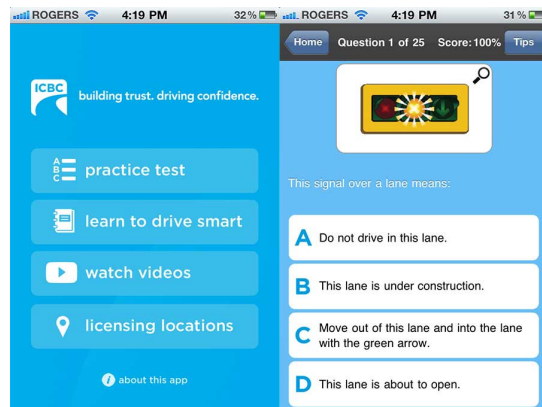 ROGERS 4:19 PM 32%
ICBC
building trust. driving confidence.
A
B
C
practice test
learn to drive smart
watch videos
licensing locations
i about this app
ROGERS 4:19 PM 31%
Home Question 1 of 25 Score: 100% Tips
This signal over a lane means:
A Do not drive in this lane.
B This lane is under construction.
C Move out of this lane and into the lane
with the green arrow.
D This lane is about to open.